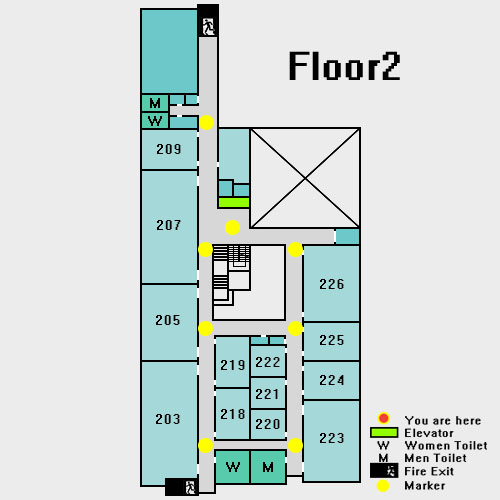 Floor2
M
W
209
207
226
205
225
219
222
224
221
203
218
220
223
W M
You are here
Elevator
W Women Toilet
M Men Toilet
Fire Exit
Marker